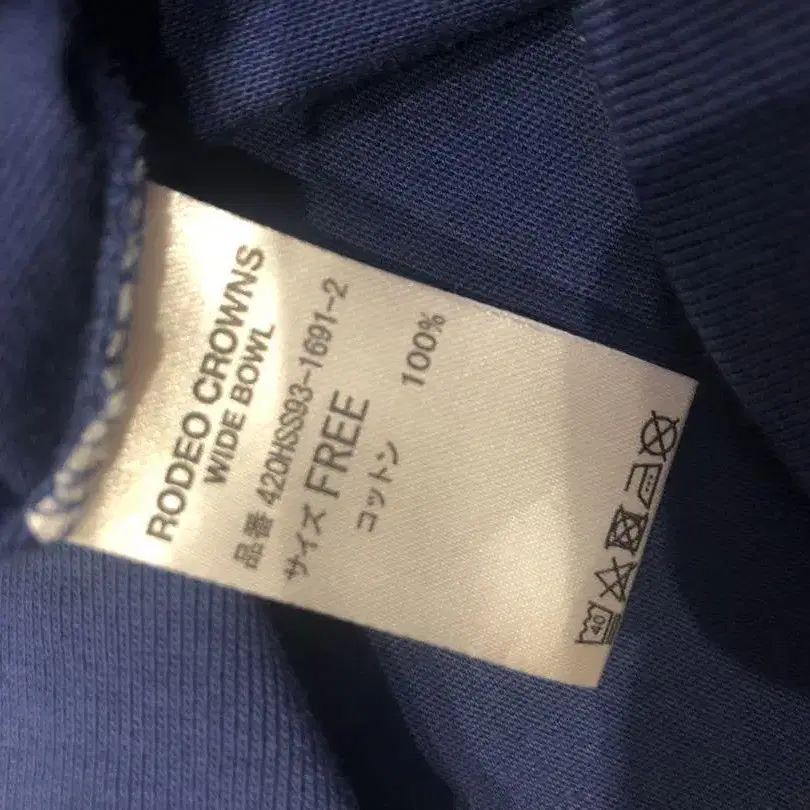 RODEO CROWNS
WIDE BOWL
品番 420HSS93-1691-2
サイズ FREE
コットン 100%
40